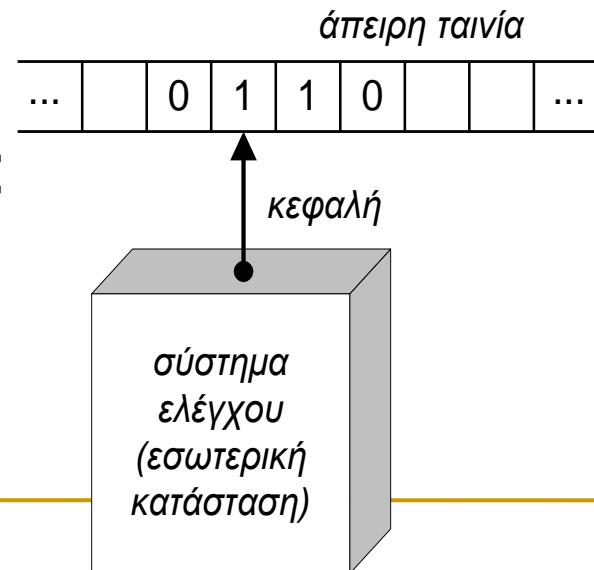 άπειρη ταινία
... 0 1 1 0 ...
:
κεφαλή
σύστημα
ελέγχου
(εσωτερική
κατάσταση)